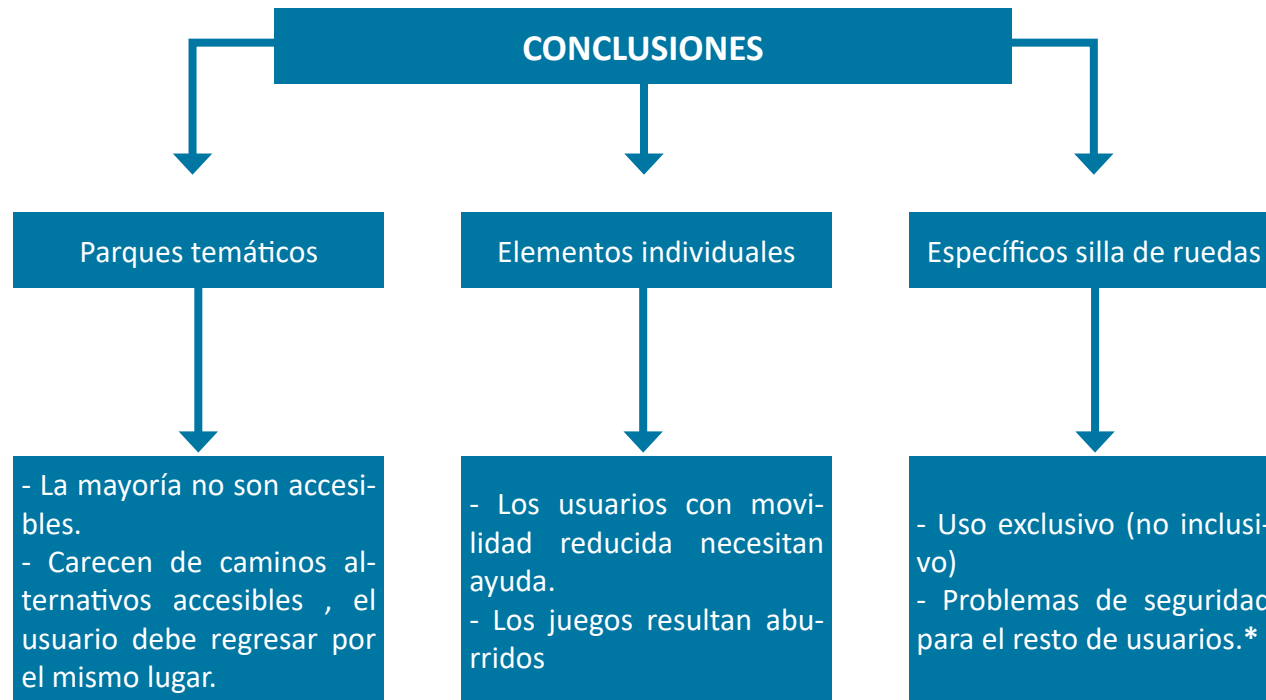 CONCLUSIONES
Parques temáticos
Elementos individuales
Específicos silla de ruedas
- La mayoría no son accesi-
bles.
- Carecen de caminos al-
ternativos accesibles , el
usuario debe regresar por
el mismo lugar.
- Los usuarios con movi-
lidad reducida necesitan
ayuda.
- Los juegos resultan abu-
rridos
- Uso exclusivo (no inclusi-
vo)
- Problemas de seguridad
para el resto de usuarios.*